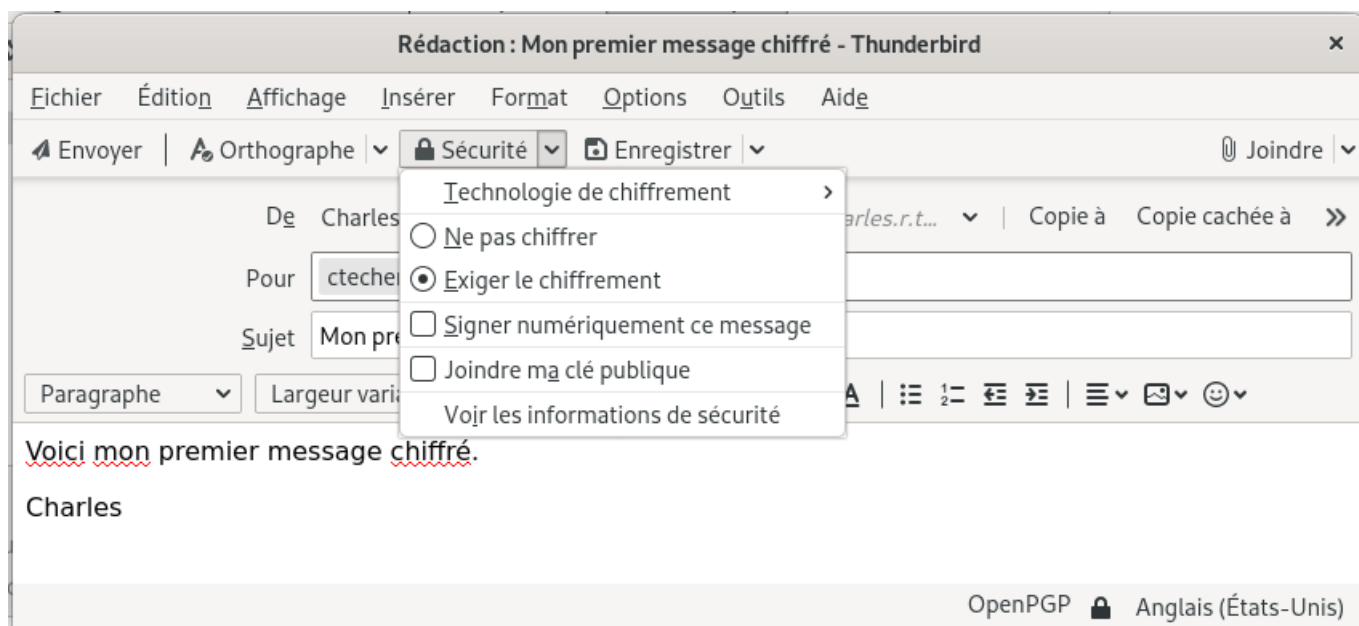 Rédaction : Mon premier message chiffré - Thunderbird ×
Fichier Édition Affichage Insérer Format Options Outils Aide
Envoyer Orthographe Sécurité Enregistrer Joindre
Technologie de chiffrement
De Charles arles.r.t... Copie à Copie cachée à
Ne pas chiffrer
Pour
Exiger le chiffrement
Signer numériquement ce message
Sujet Mon
Joindre ma clé publique
Paragraphe Largeur
Voir les informations de sécurité
Voici mon premier message chiffré.
Charles
OpenPGP Anglais (États-Unis)